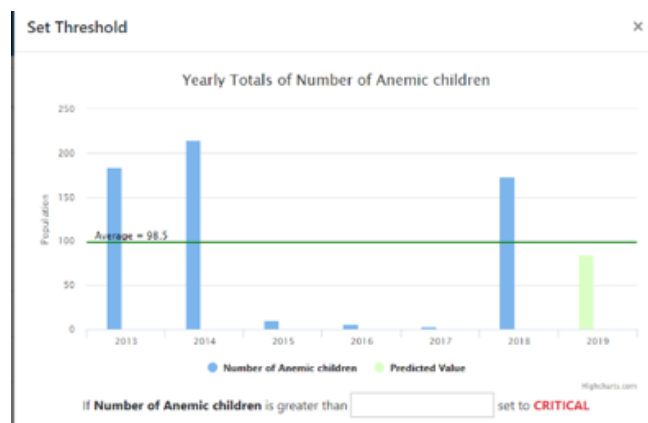 Set Threshold ×
Yearly Totals of Number of Anemic children
Population
250
200
150
100
50
0
Average = 98.5
2013 2014 2015 2016 2017 2018 2019
Number of Anemic children Predicted Value
Highcharts.com
If Number of Anemic children is greater than set to CRITICAL